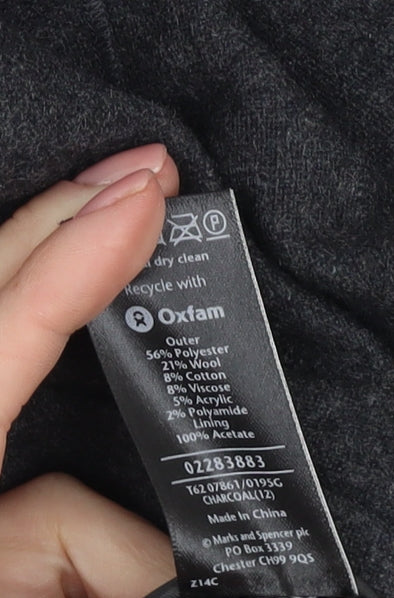 P
dry clean
Recycle with
Oxfam
Outer
56% Polyester
21% Wool
8% Cotton
8% Viscose
5% Acrylic
2% Polyamide
Lining
100% Acetate
02283883
T62 07861/0195G
CHARCOAL(12)
Made in China
© Marks and Spencer plc
PO Box 3339
Chester CH99 9QS
Z14C